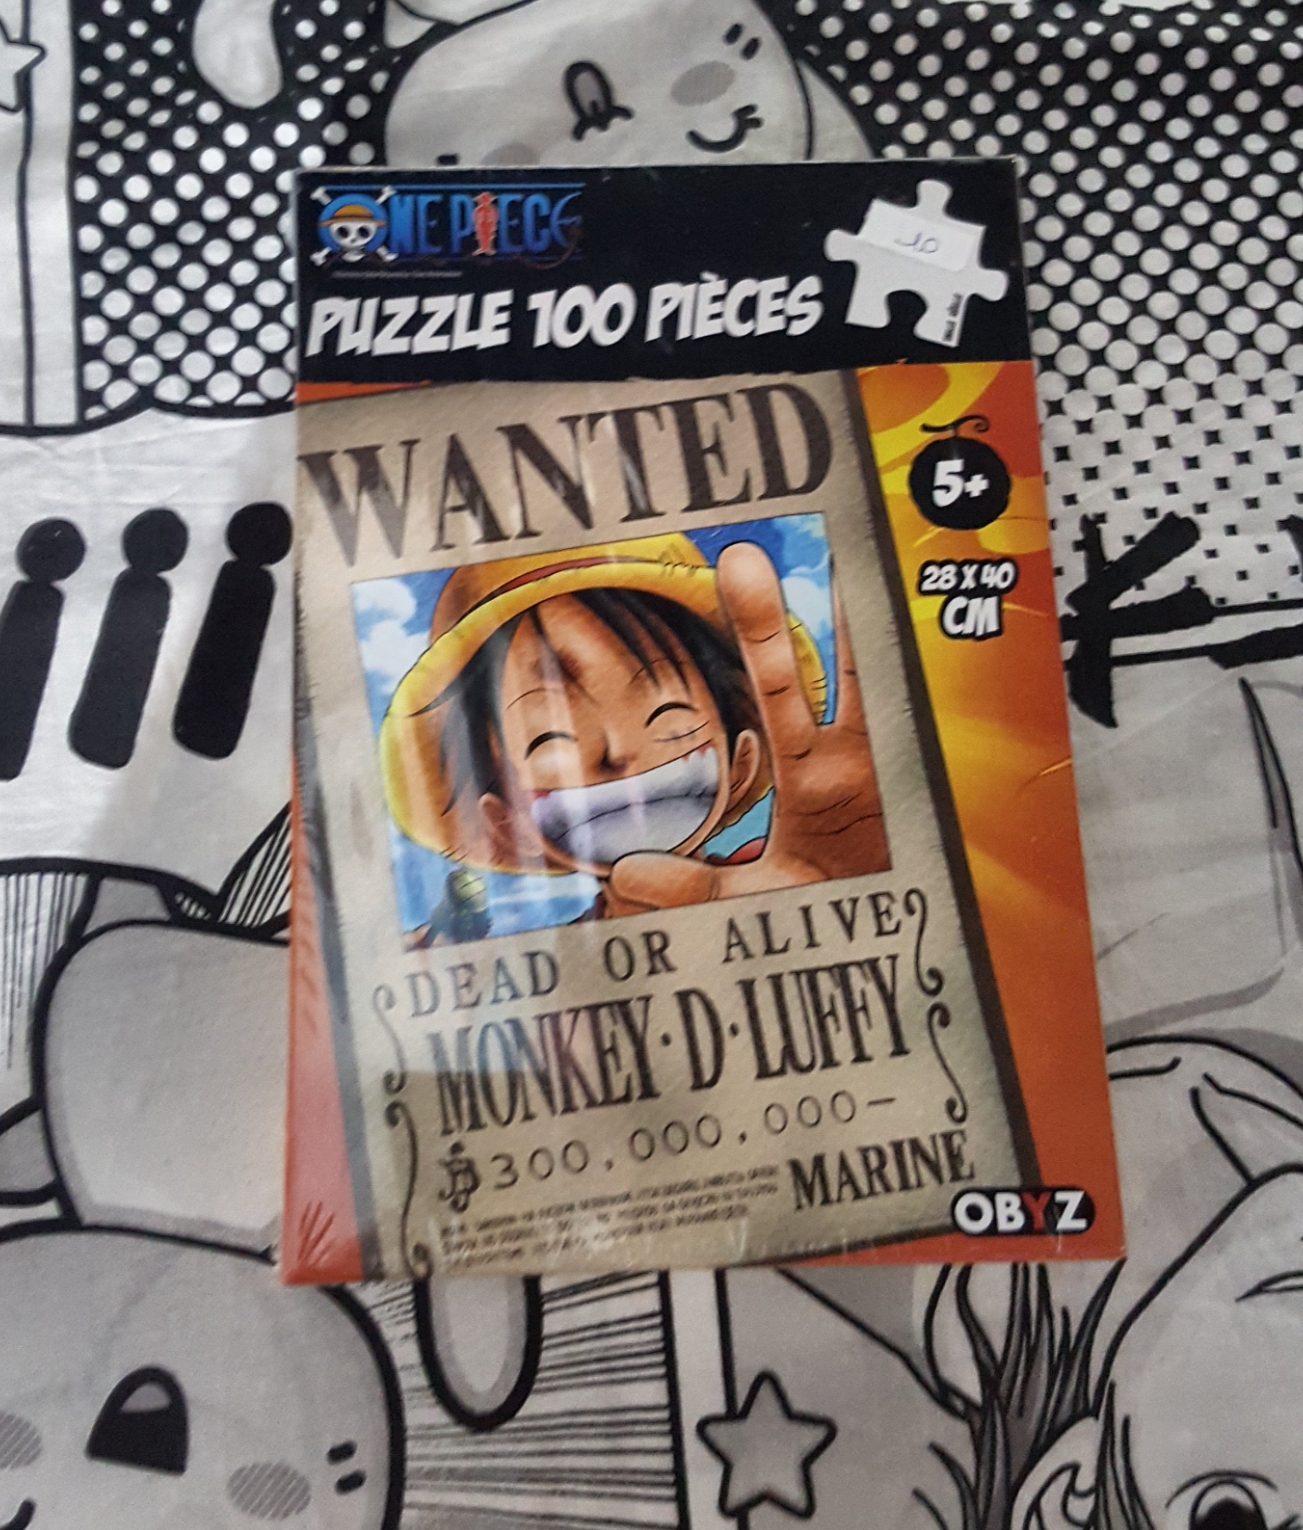 ONE PIECE
PUZZLE 100 PIÈCES
WANTED
5+
28 X 40
CM
DEAD OR ALIVE
MONKEY·D·LUFFY
300,000,000-
MARINE
OBYZ
iii
K